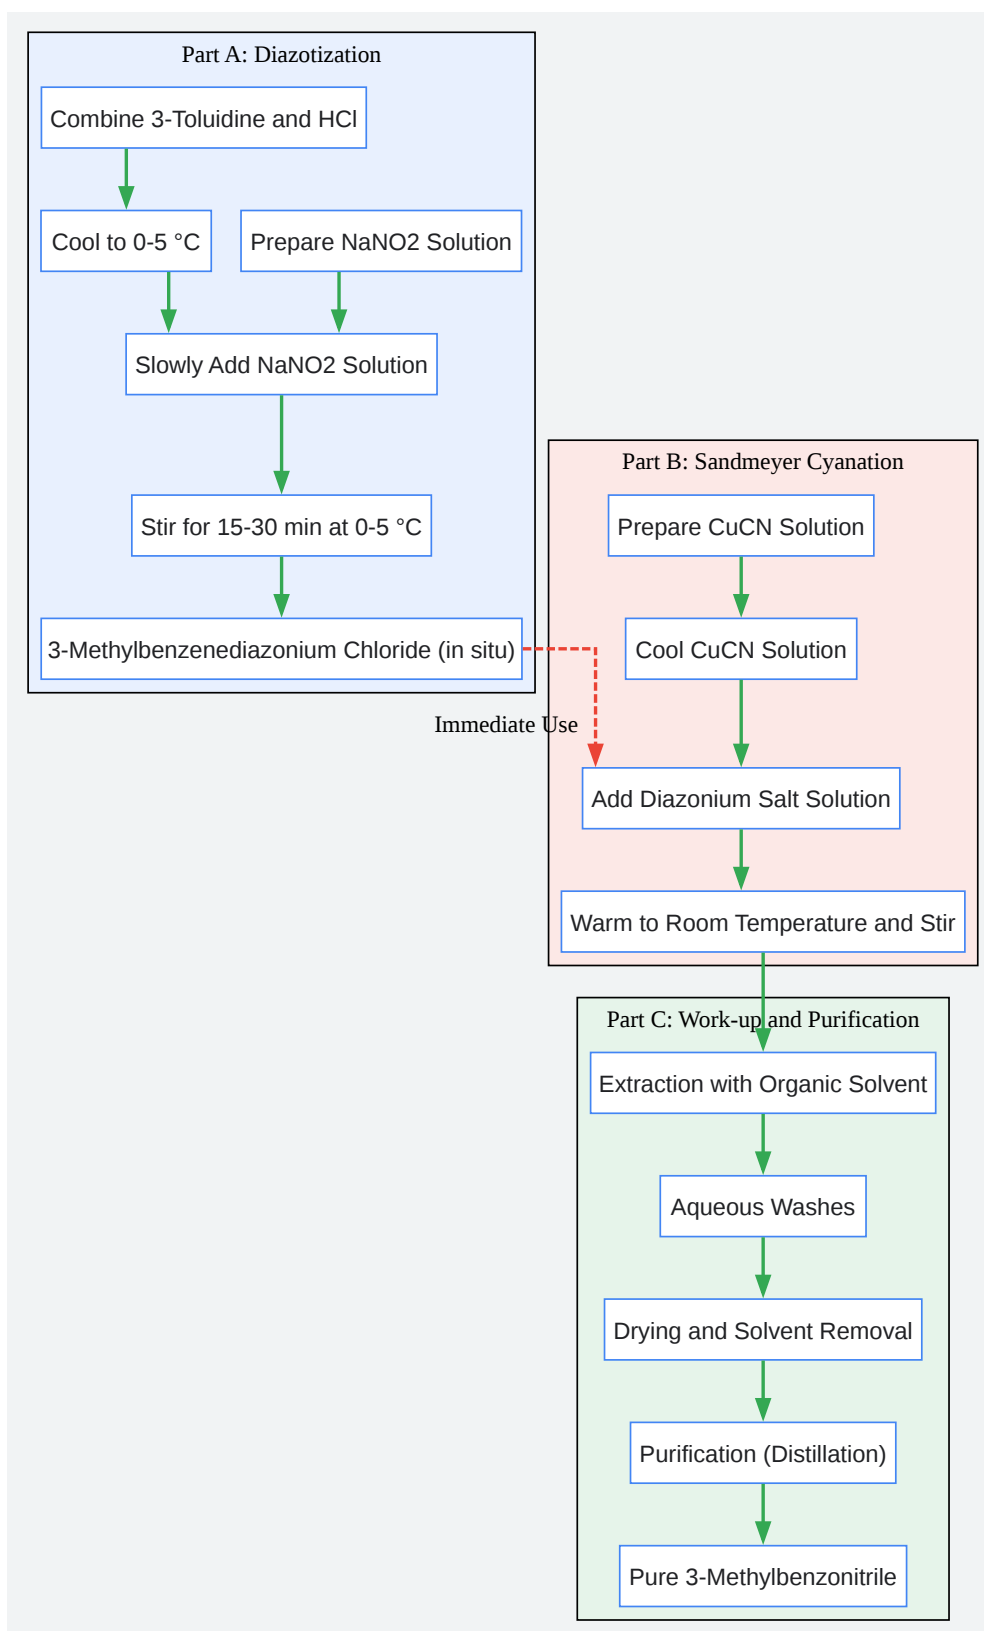 Part A: Diazotization
Combine 3-Toluidine and HCl
Cool to 0-5 °C
Prepare NaNO2 Solution
Slowly Add NaNO2 Solution
Stir for 15-30 min at 0-5 °C
3-Methylbenzenediazonium Chloride (in situ)
Immediate Use
Part B: Sandmeyer Cyanation
Prepare CuCN Solution
Cool CuCN Solution
Add Diazonium Salt Solution
Warm to Room Temperature and Stir
Part C: Work-up and Purification
Extraction with Organic Solvent
Aqueous Washes
Drying and Solvent Removal
Purification (Distillation)
Pure 3-Methylbenzonitrile